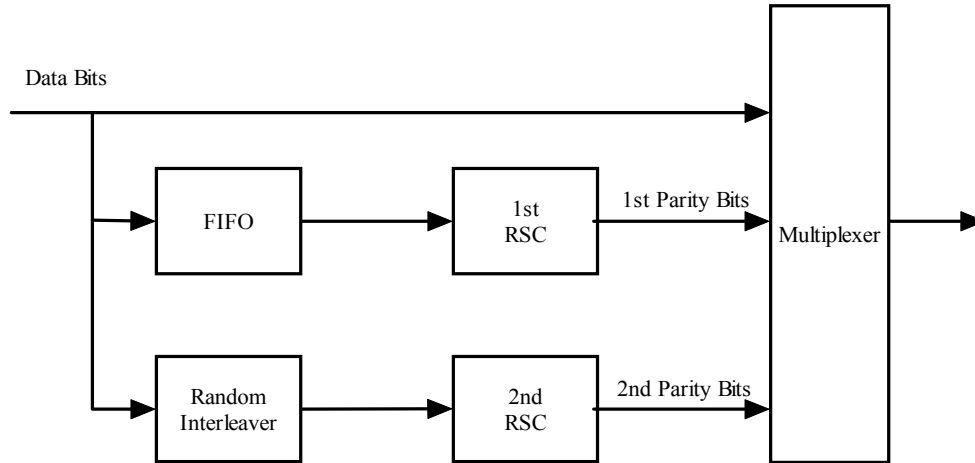 Data Bits
FIFO
1st
RSC
1st Parity Bits
Multiplexer
Random
Interleaver
2nd
RSC
2nd Parity Bits